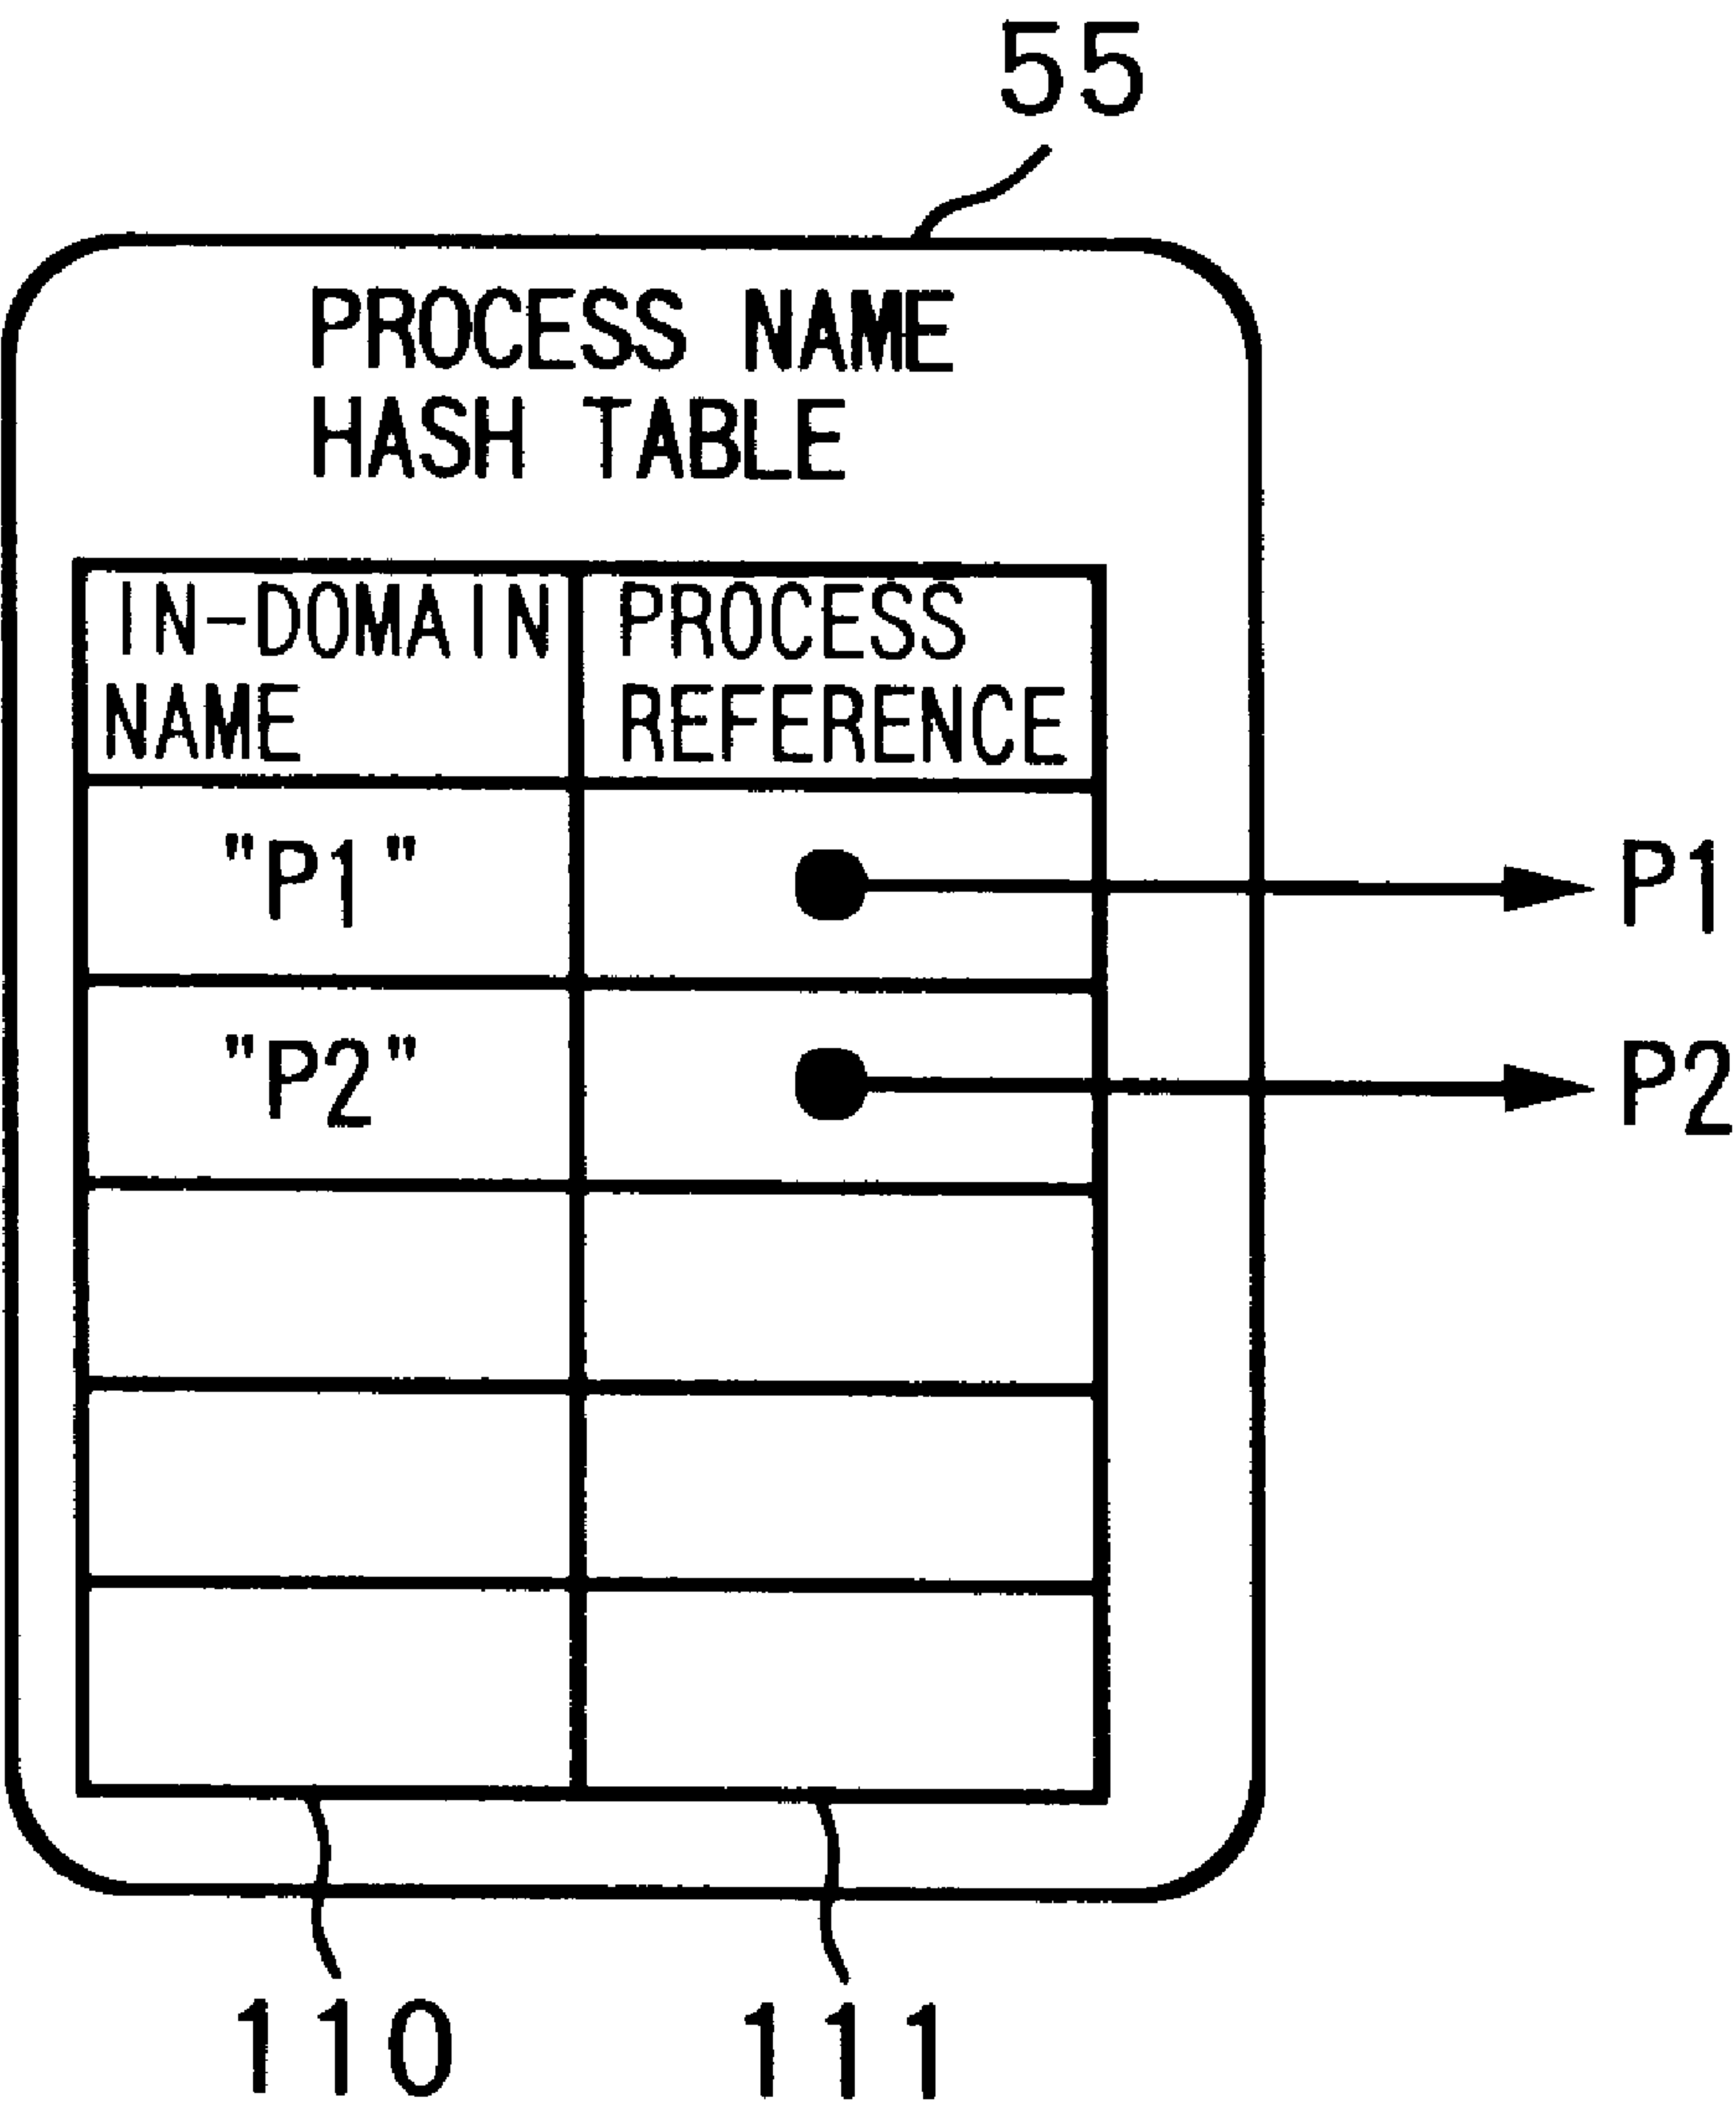 55
PROCESS NAME
HASH TABLE
IN-DOMAIN
NAME
PROCESS
REFERENCE
"P1"
P1
"P2"
P2
110
111